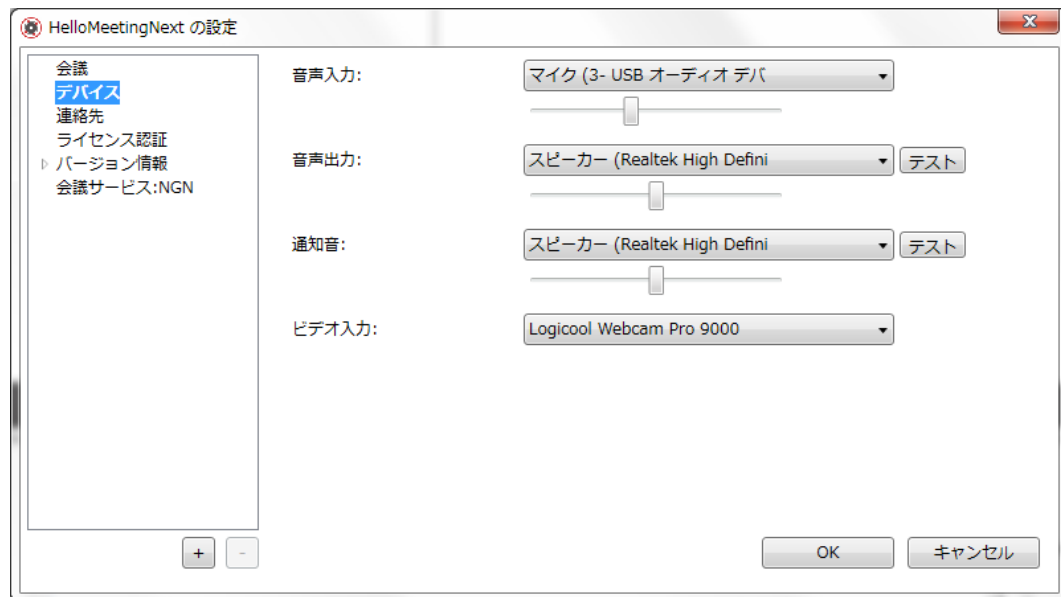 HelloMeetingNext の設定
会議
デバイス
連絡先
ライセンス認証
バージョン情報
会議サービス:NGN
音声入力:
マイク (3- USB オーディオ デバ
音声出力:
スピーカー (Realtek High Defini
テスト
通知音:
スピーカー (Realtek High Defini
テスト
ビデオ入力:
Logicool Webcam Pro 9000
+
-
OK
キャンセル